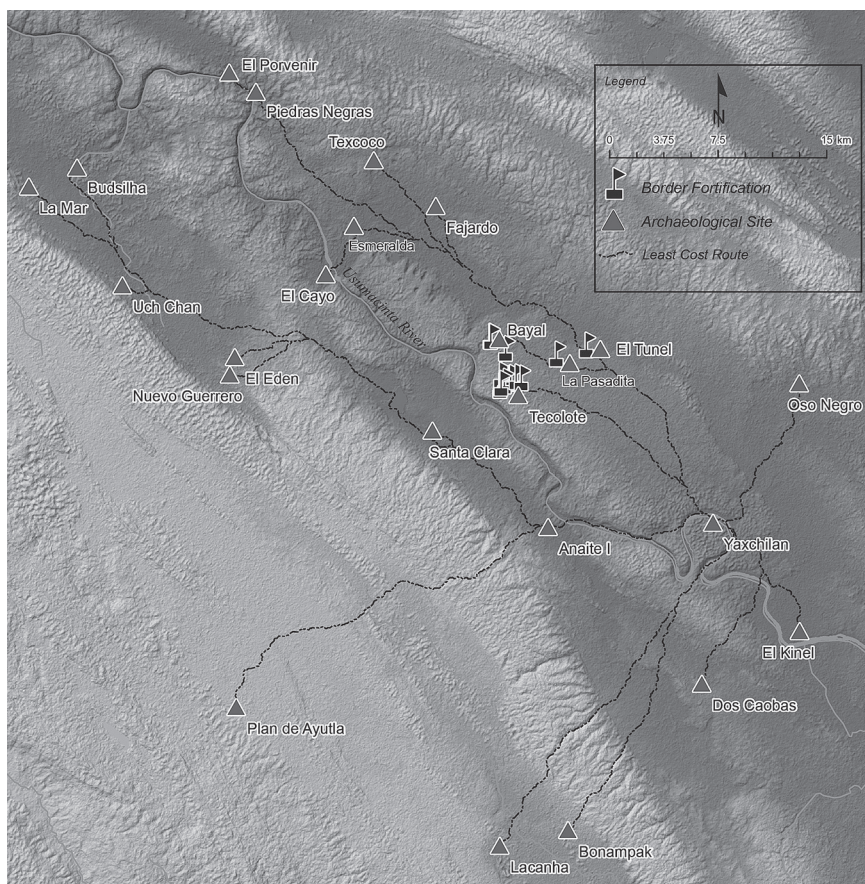 El Porvenir
Piedras Negras
Legend
N
0 3.75 7.5 15 km
Border Fortification
Archaeological Site
Least Cost Route
Texcoco
Budsilha
La Mar
Fajardo
Esmeralda
El Cayo
Usumacinta River
Uch Chan
Bayal
El Tunel
La Pasadita
El Eden
Nuevo Guerrero
Oso Negro
Tecolote
Santa Clara
Anaite I
Yaxchilan
El Kinel
Dos Caobas
Plan de Ayutla
Bonampak
Lacanha